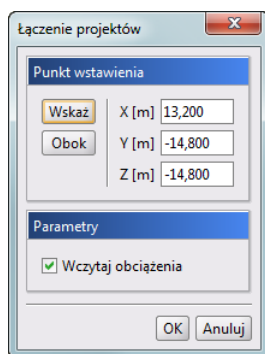 Łączenie projektów
Punkt wstawienia
Wskaż X [m] 13,200
Obok Y [m] -14,800
Z [m] -14,800
Parametry
Wczytaj obciążenia
OK Anuluj